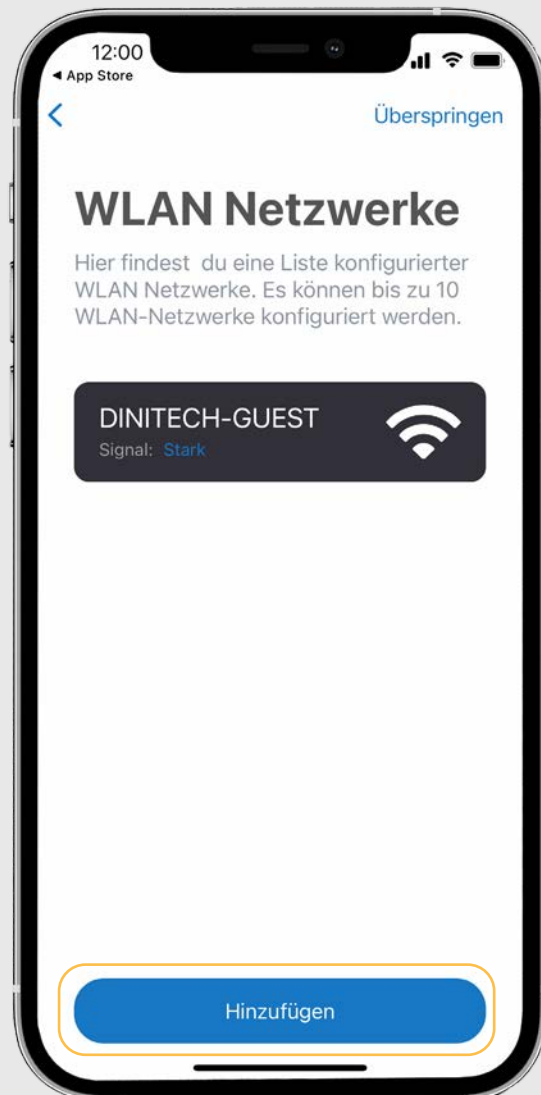 12:00
◀ App Store
Überspringen
WLAN Netzwerke
Hier findest du eine Liste konfigurierter
WLAN Netzwerke. Es können bis zu 10
WLAN-Netzwerke konfiguriert werden.
DINITECH-GUEST
Signal: Stark
Hinzufügen